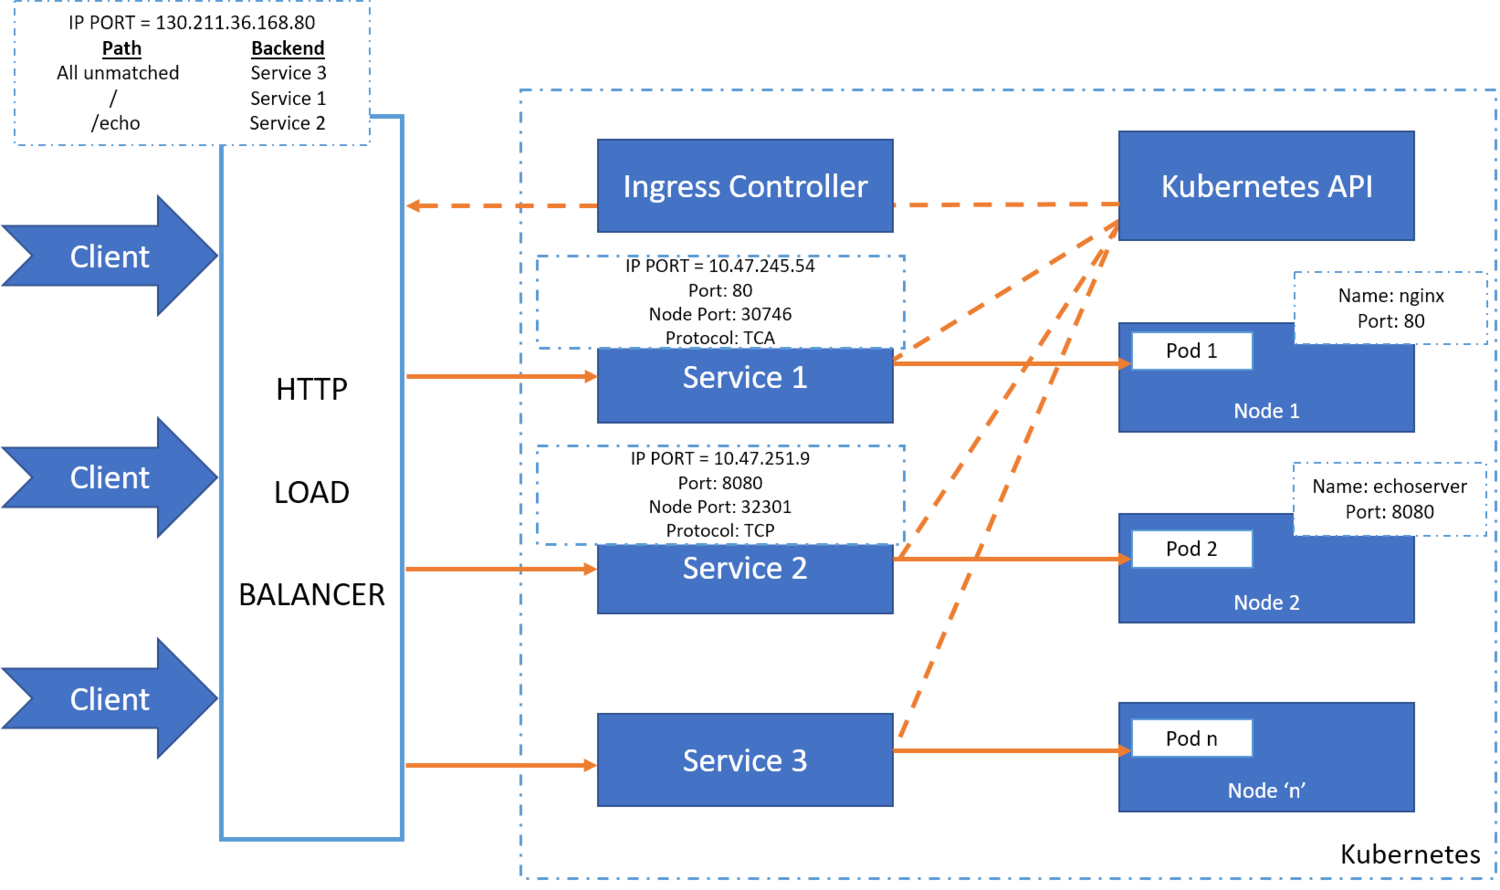 IP PORT = 130.211.36.168.80
Path Backend
All unmatched Service 3
/ Service 1
/echo Service 2
Client
Client
Client
HTTP
LOAD
BALANCER
Ingress Controller
Kubernetes API
IP PORT = 10.47.245.54
Port: 80
Node Port: 30746
Protocol: TCA
Service 1
Name: nginx
Port: 80
Pod 1
Node 1
IP PORT = 10.47.251.9
Port: 8080
Node Port: 32301
Protocol: TCP
Service 2
Name: echoserver
Port: 8080
Pod 2
Node 2
Service 3
Pod n
Node ‘n’
Kubernetes